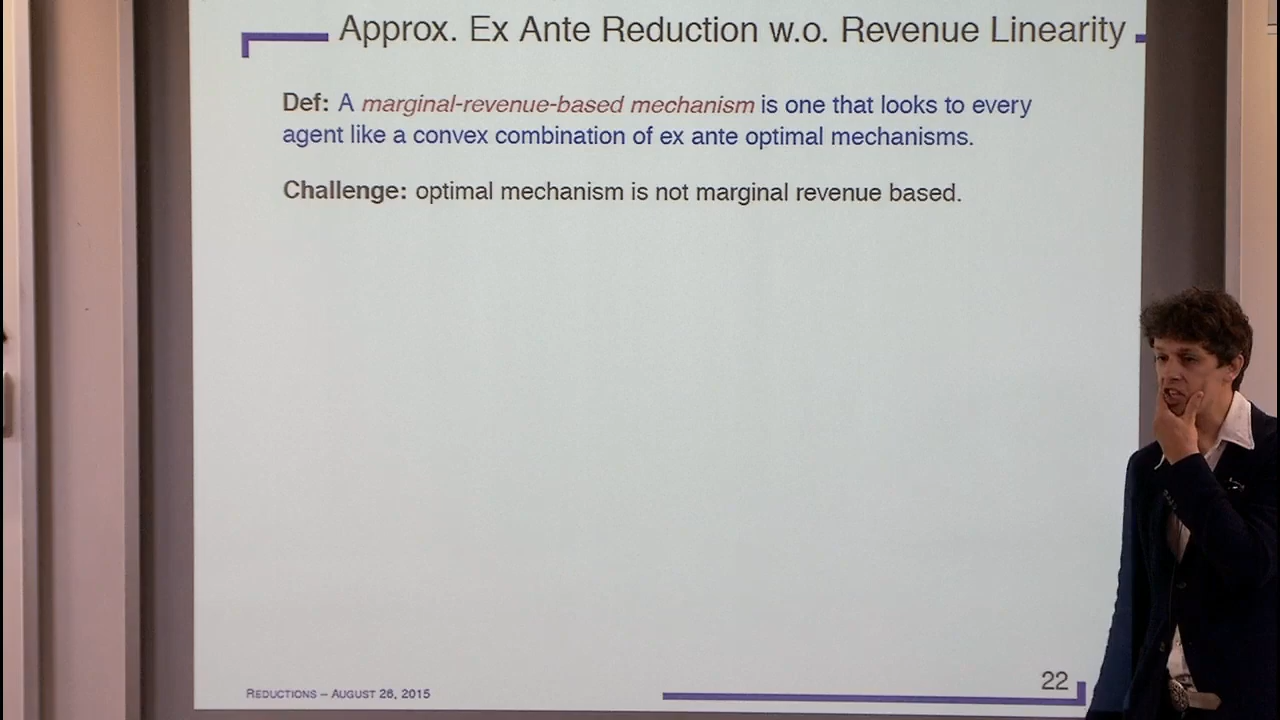 Approx. Ex Ante Reduction w.o. Revenue Linearity
Def: A marginal-revenue-based mechanism is one that looks to every
agent like a convex combination of ex ante optimal mechanisms.
Challenge: optimal mechanism is not marginal revenue based.
REDUCTIONS – AUGUST 26, 2015
22